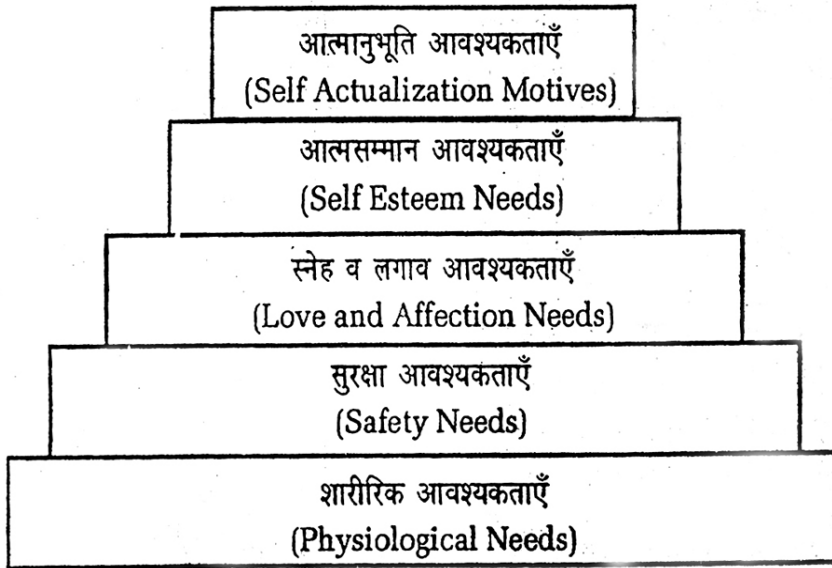 आत्मानुभूति आवश्यकताएँ
(Self Actualization Motives)
आत्मसम्मान आवश्यकताएँ
(Self Esteem Needs)
स्नेह व लगाव आवश्यकताएँ
(Love and Affection Needs)
सुरक्षा आवश्यकताएँ
(Safety Needs)
शारीरिक आवश्यकताएँ
(Physiological Needs)